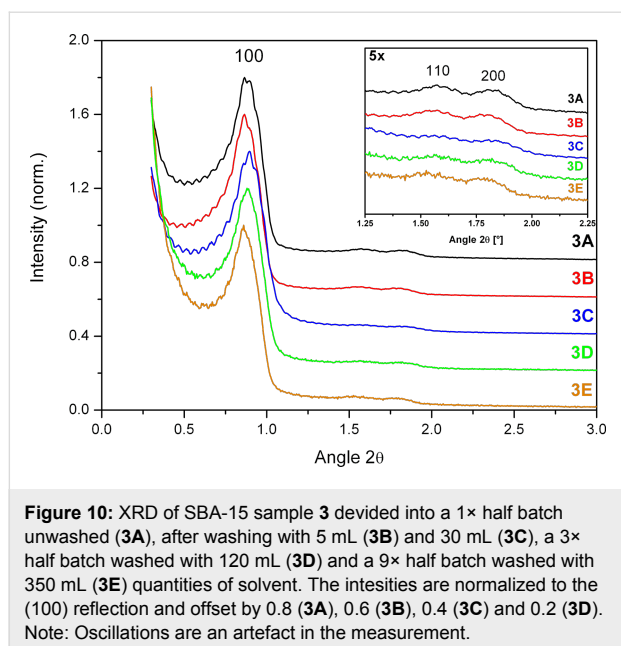 2.0
1.6
1.2
0.8
0.4
0.0
Intensity (norm.)
100
5x
110
200
3A
3B
3C
3D
3E
1.25
1.50
1.75
2.00
2.25
Angle 2θ [°]
3A
3B
3C
3D
3E
0.0
0.5
1.0
1.5
2.0
2.5
3.0
Angle 2θ
Figure 10: XRD of SBA-15 sample 3 devided into a 1× half batch
unwashed (3A), after washing with 5 mL (3B) and 30 mL (3C), a 3×
half batch washed with 120 mL (3D) and a 9× half batch washed with
350 mL (3E) quantities of solvent. The intesities are normalized to the
(100) reflection and offset by 0.8 (3A), 0.6 (3B), 0.4 (3C) and 0.2 (3D).
Note: Oscillations are an artefact in the measurement.